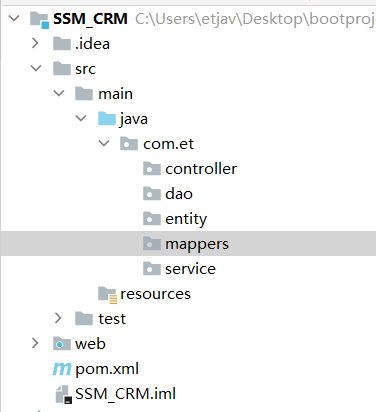 SSM_CRM C:\Users\etjav\Desktop\bootproj
.idea
src
main
java
com.et
controller
dao
entity
mappers
service
resources
test
web
m pom.xml
SSM_CRM.iml